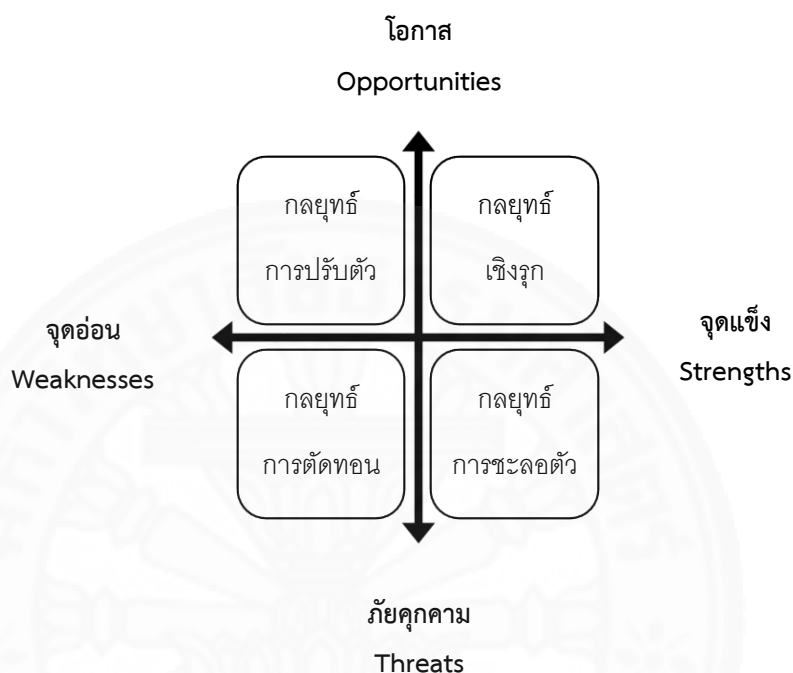 โอกาส
Opportunities
กลยุทธ์
การปรับตัว
กลยุทธ์
เชิงรุก
จุดอ่อน
Weaknesses
จุดแข็ง
Strengths
กลยุทธ์
การตัดทอน
กลยุทธ์
การชะลอตัว
ภัยคุกคาม
Threats